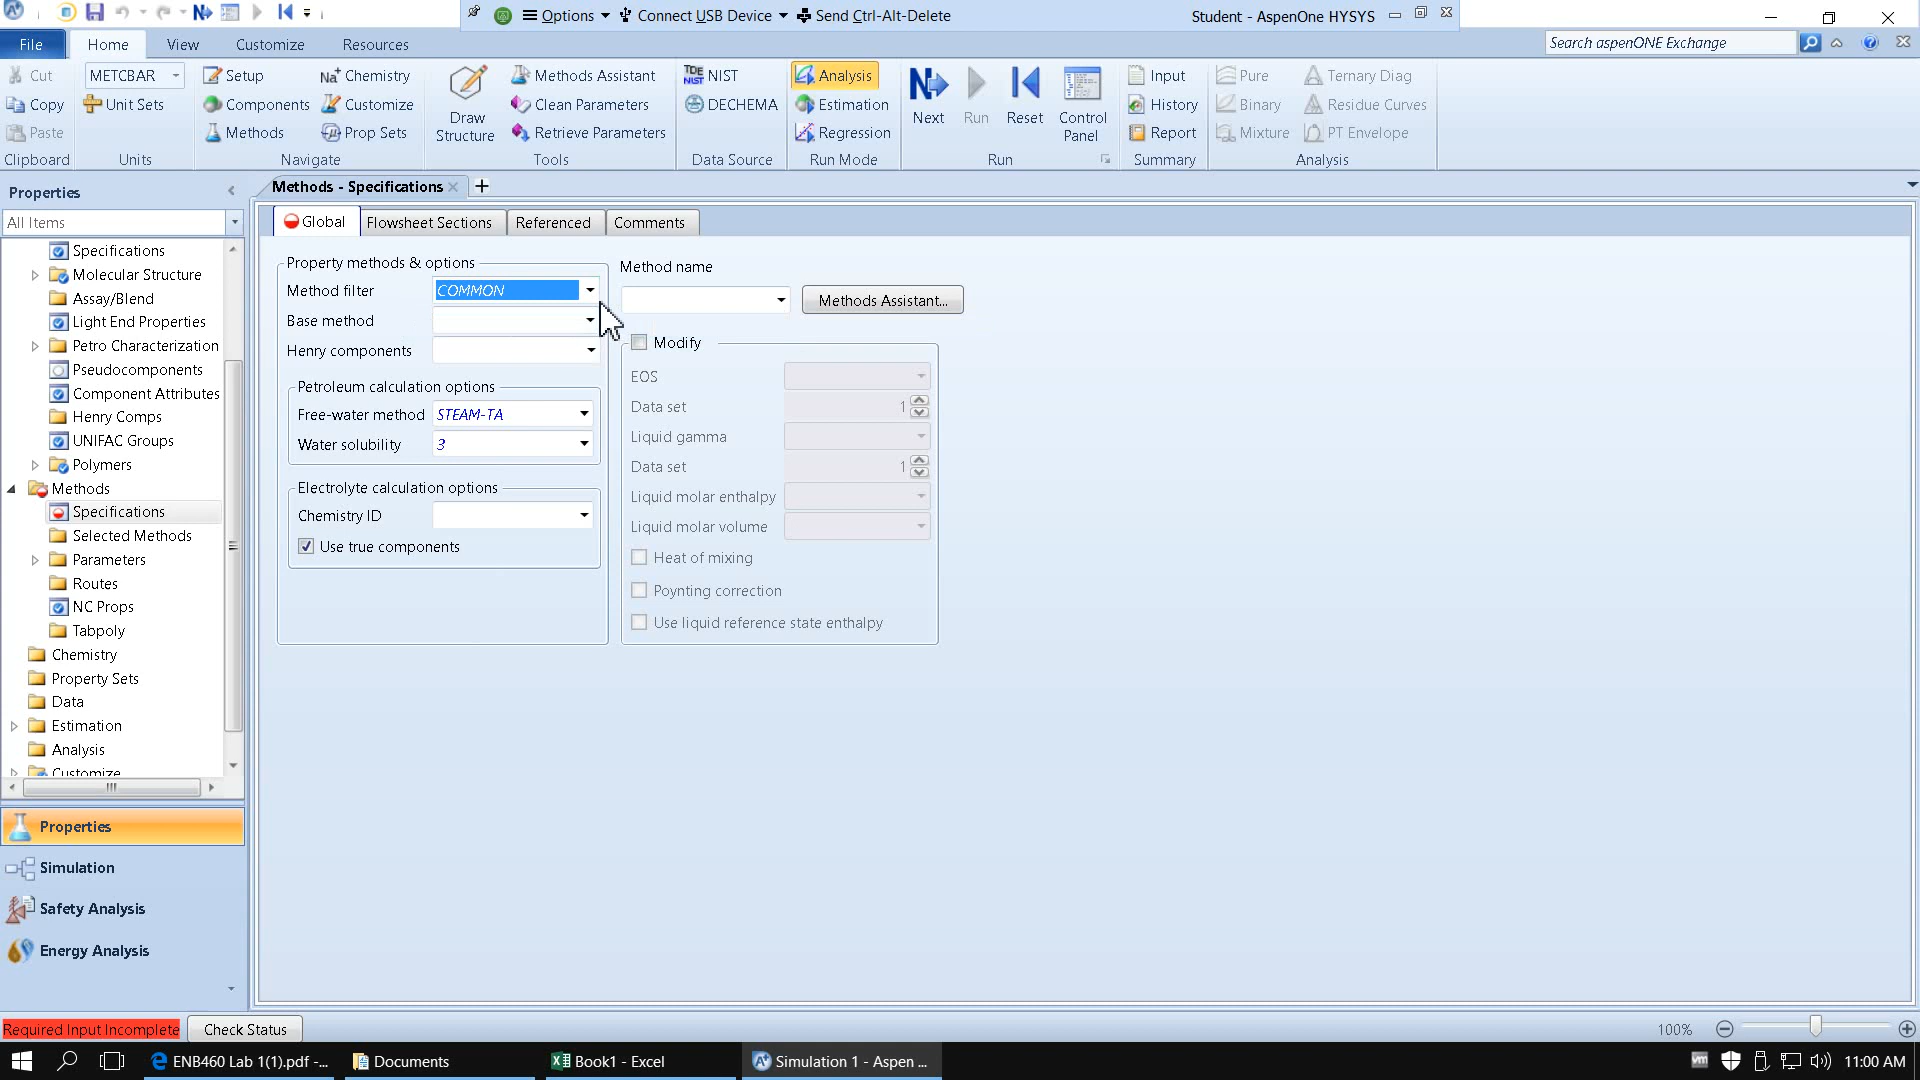 Options
Connect USB Device
Send Ctrl-Alt-Delete
Student - AspenOne HYSYS
File
Home
View
Customize
Resources
Search aspenONE Exchange
Cut
Copy
Paste
Clipboard
METCBAR
Unit Sets
Units
Setup
Components
Methods
Na+ Chemistry
Customize
Prop Sets
Navigate
Draw
Structure
Methods Assistant
Clean Parameters
Retrieve Parameters
Tools
TDE
NIST
NIST
DECHEMA
Data Source
Analysis
Estimation
Regression
Run Mode
N
Next
Run
Reset
Control
Panel
Run
Input
History
Report
Summary
Pure
Binary
Mixture
Ternary Diag
Residue Curves
PT Envelope
Analysis
Properties
All Items
Specifications
Molecular Structure
Assay/Blend
Light End Properties
Petro Characterization
Pseudocomponents
Component Attributes
Henry Comps
UNIFAC Groups
Polymers
Methods
Specifications
Selected Methods
Parameters
Routes
NC Props
Tabpoly
Chemistry
Property Sets
Data
Estimation
Analysis
Customize
Properties
Simulation
Safety Analysis
Energy Analysis
Methods - Specifications
Global
Flowsheet Sections
Referenced
Comments
Property methods & options
Method filter COMMON
Base method
Henry components
Petroleum calculation options
Free-water method STEAM-TA
Water solubility 3
Electrolyte calculation options
Chemistry ID
Use true components
Method name
Methods Assistant...
Modify
EOS
Data set 1
Liquid gamma
Data set 1
Liquid molar enthalpy
Liquid molar volume
Heat of mixing
Poynting correction
Use liquid reference state enthalpy
Required Input Incomplete
Check Status
100%
ENB460 Lab 1(1).pdf -...
Documents
Book1 - Excel
Simulation 1 - Aspen ...
vm
11:00 AM